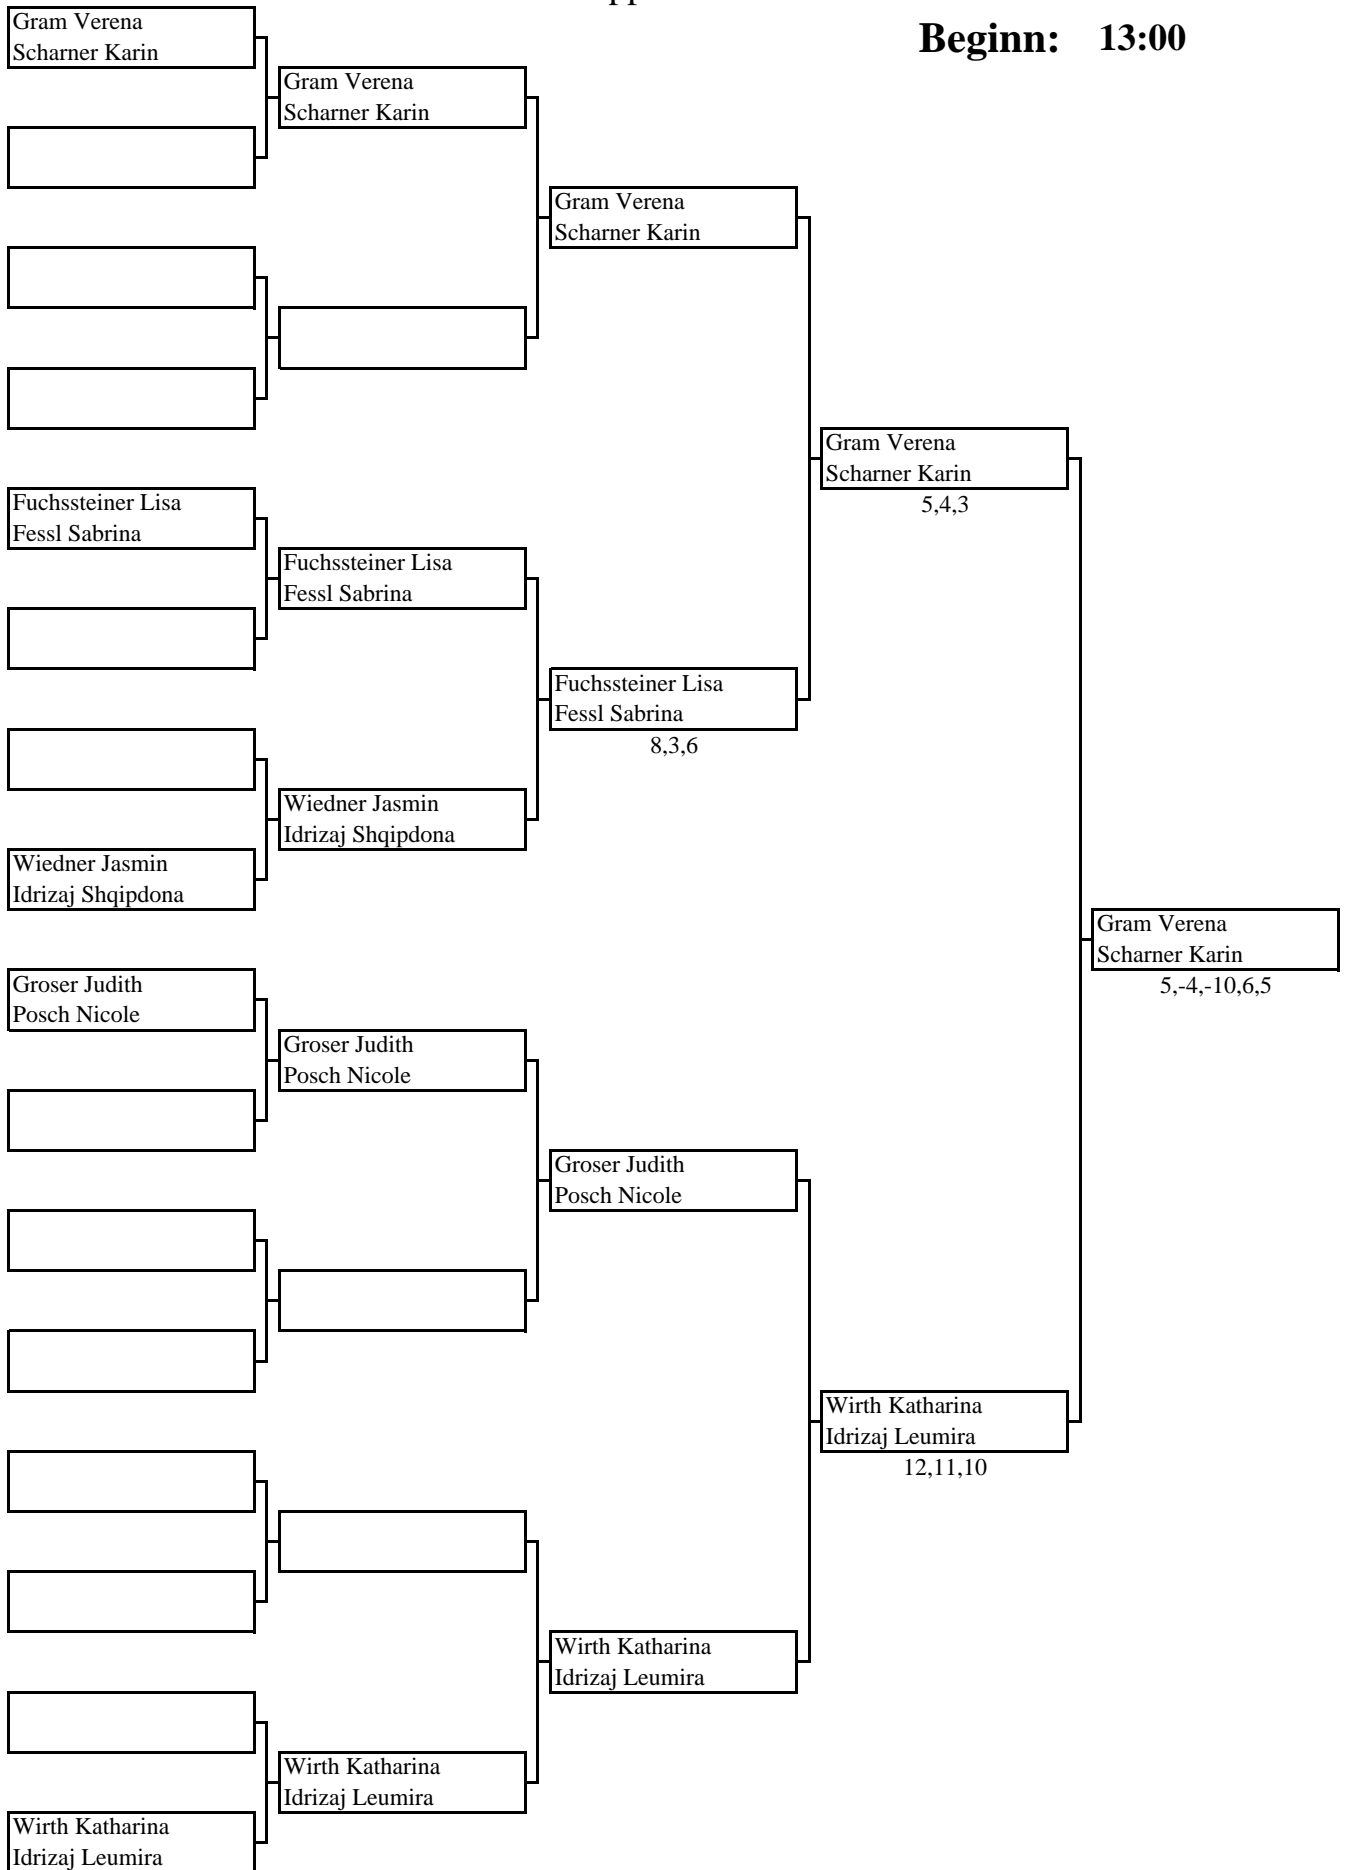 Beginn: 13:00
Gram Verena
Scharner Karin
Gram Verena
Scharner Karin
Gram Verena
Scharner Karin
Gram Verena
Scharner Karin
5,4,3
Fuchssteiner Lisa
Fessl Sabrina
Fuchssteiner Lisa
Fessl Sabrina
Fuchssteiner Lisa
Fessl Sabrina
8,3,6
Wiedner Jasmin
Idrizaj Shqipdona
Wiedner Jasmin
Idrizaj Shqipdona
Gram Verena
Scharner Karin
5,-4,-10,6,5
Groser Judith
Posch Nicole
Groser Judith
Posch Nicole
Groser Judith
Posch Nicole
Wirth Katharina
Idrizaj Leumira
12,11,10
Wirth Katharina
Idrizaj Leumira
Wirth Katharina
Idrizaj Leumira
Wirth Katharina
Idrizaj Leumira